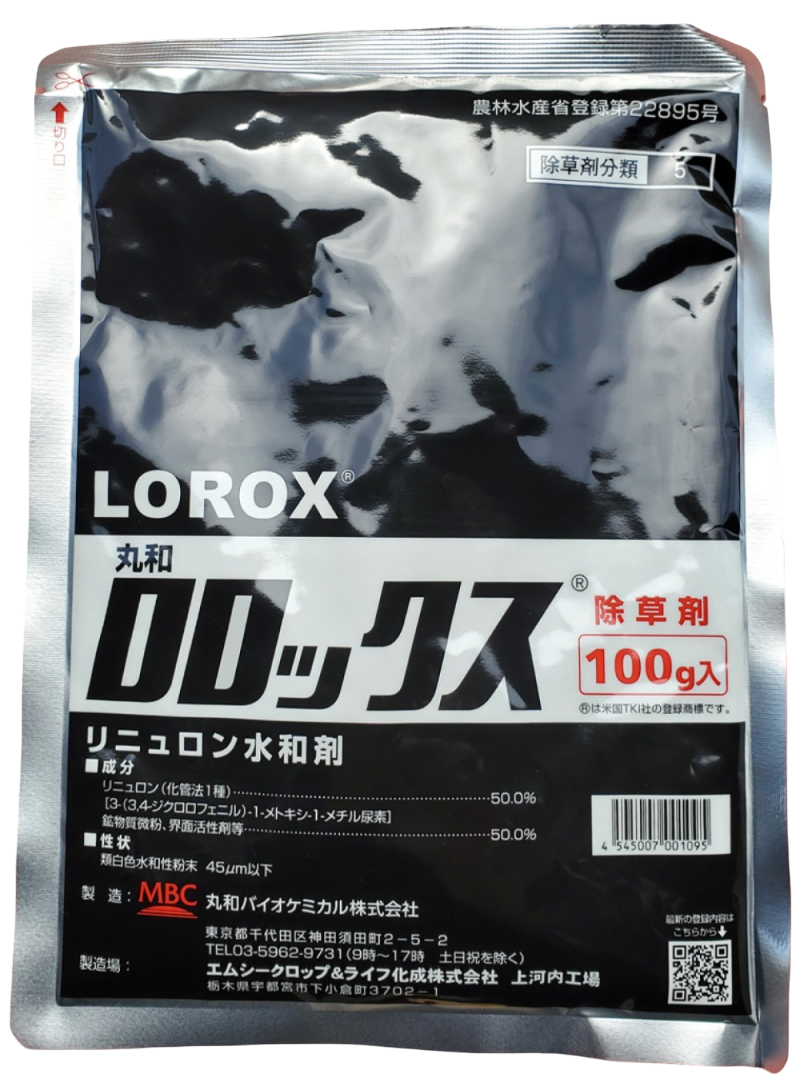 切り口
農林水産省登録第22895号
除草剤分類 5
LOROX®
丸和
ロロックス®
除草剤
100g入
®は米国TKI社の登録商標です。
リニュロン水和剤
■成分
リニュロン(化管法1種)……50.0%
[3-(3,4-ジクロロフェニル)-1-メトキシ-1-メチル尿素]
鉱物質微粉、界面活性剤等……50.0%
■性状
類白色水和性粉末 45μm以下
4 545007 001095
製 造: MBC 丸和バイオケミカル株式会社
東京都千代田区神田須田町2-5-2
TEL03-5962-9731(9時~17時 土日祝を除く)
製造場: エムシークロップ&ライフ化成株式会社 上河内工場
栃木県宇都宮市下小倉町3702-1
最新の登録内容は
こちらから↓